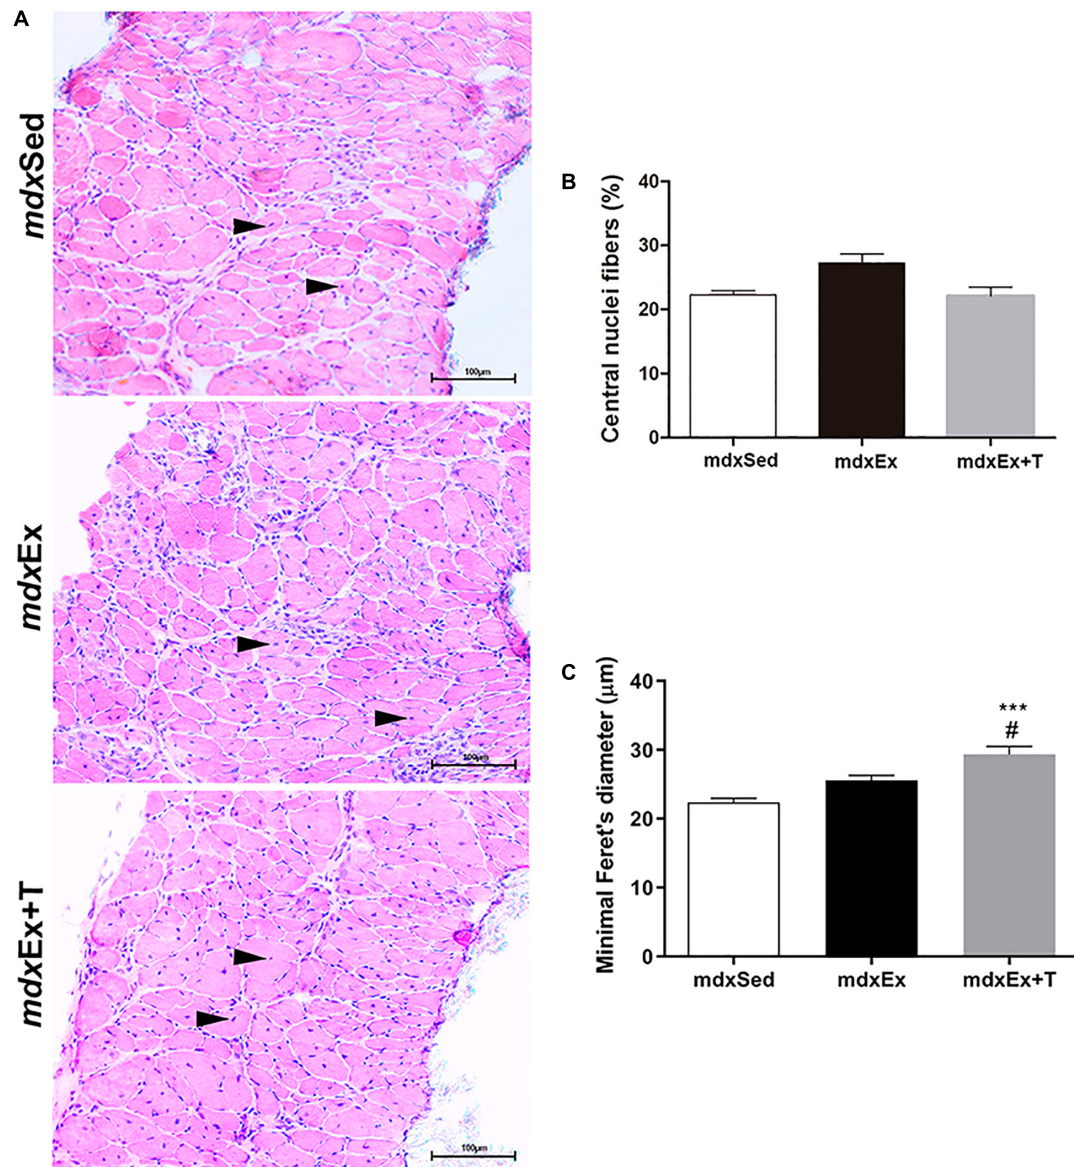 A
mdxSed
100µm
mdxEx
100µm
mdxEx+T
100µm
B
Central nuclei fibers (%)
40
30
20
10
0
mdxSed mdxEx mdxEx+T
C
Minimal Feret's diameter (µm)
40
30
20
10
0
***
#
mdxSed mdxEx mdxEx+T